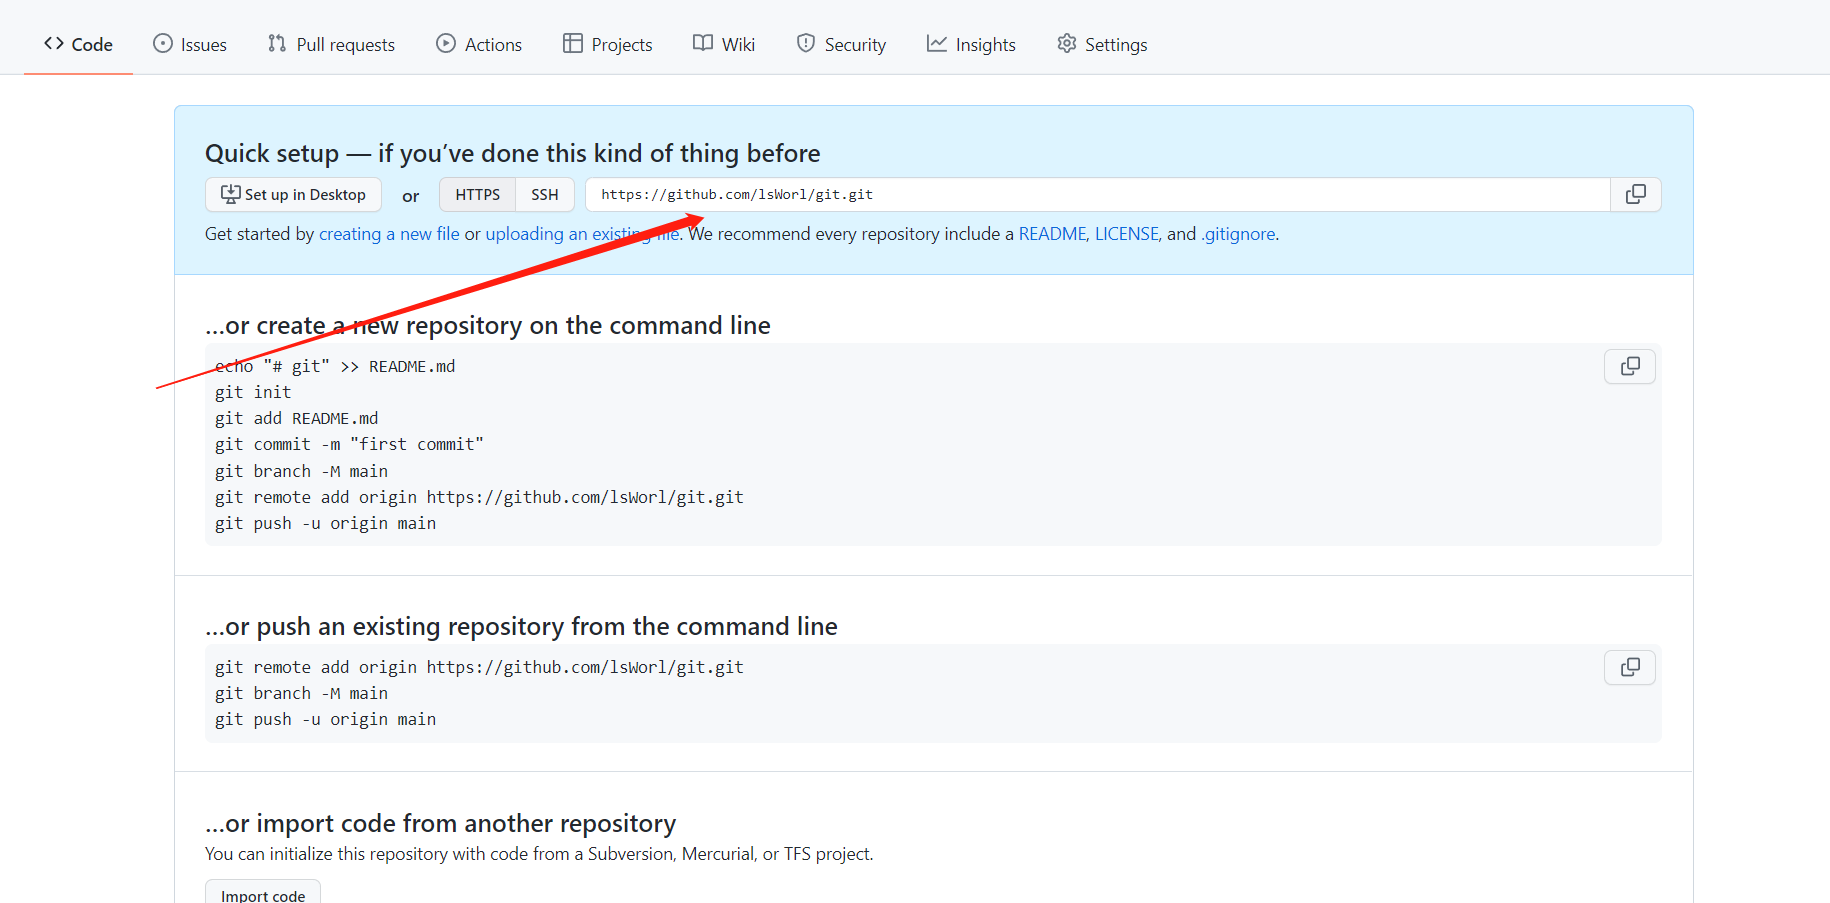 Code Issues Pull requests Actions Projects Wiki Security Insights Settings
Quick setup — if you’ve done this kind of thing before
Set up in Desktop or HTTPS SSH https://github.com/lsWorl/git.git
Get started by creating a new file or uploading an existing file. We recommend every repository include a README, LICENSE, and .gitignore.
…or create a new repository on the command line
echo "# git" >> README.md
git init
git add README.md
git commit -m "first commit"
git branch -M main
git remote add origin https://github.com/lsWorl/git.git
git push -u origin main
…or push an existing repository from the command line
git remote add origin https://github.com/lsWorl/git.git
git branch -M main
git push -u origin main
…or import code from another repository
You can initialize this repository with code from a Subversion, Mercurial, or TFS project.
Import code